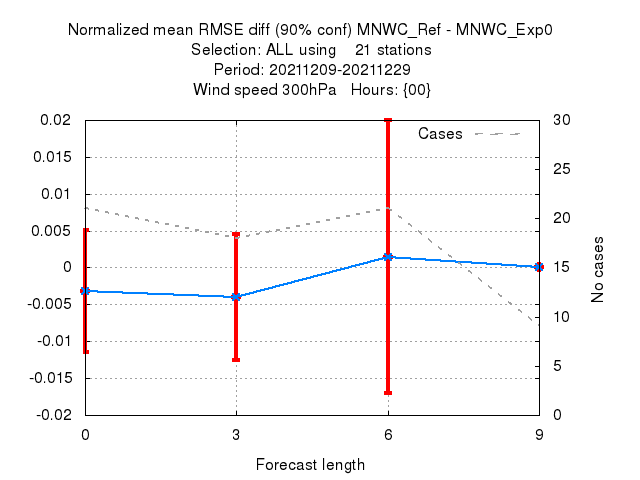 Normalized mean RMSE diff (90% conf) MNWC_Ref - MNWC_Exp0
Selection: ALL using 21 stations
Period: 20211209-20211229
Wind speed 300hPa Hours: {00}
Cases
0.02
0.015
0.01
0.005
0
-0.005
-0.01
-0.015
-0.02
30
25
20
15
10
5
0
No cases
0 3 6 9
Forecast length